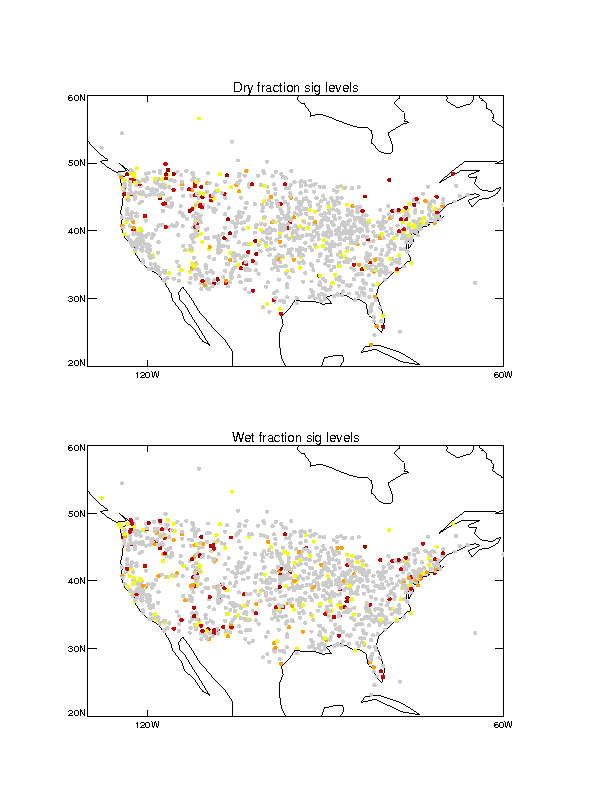 Dry fraction sig levels
60N
50N
40N
30N
20N
120W 60W
Wet fraction sig levels
60N
50N
40N
30N
20N
120W 60W